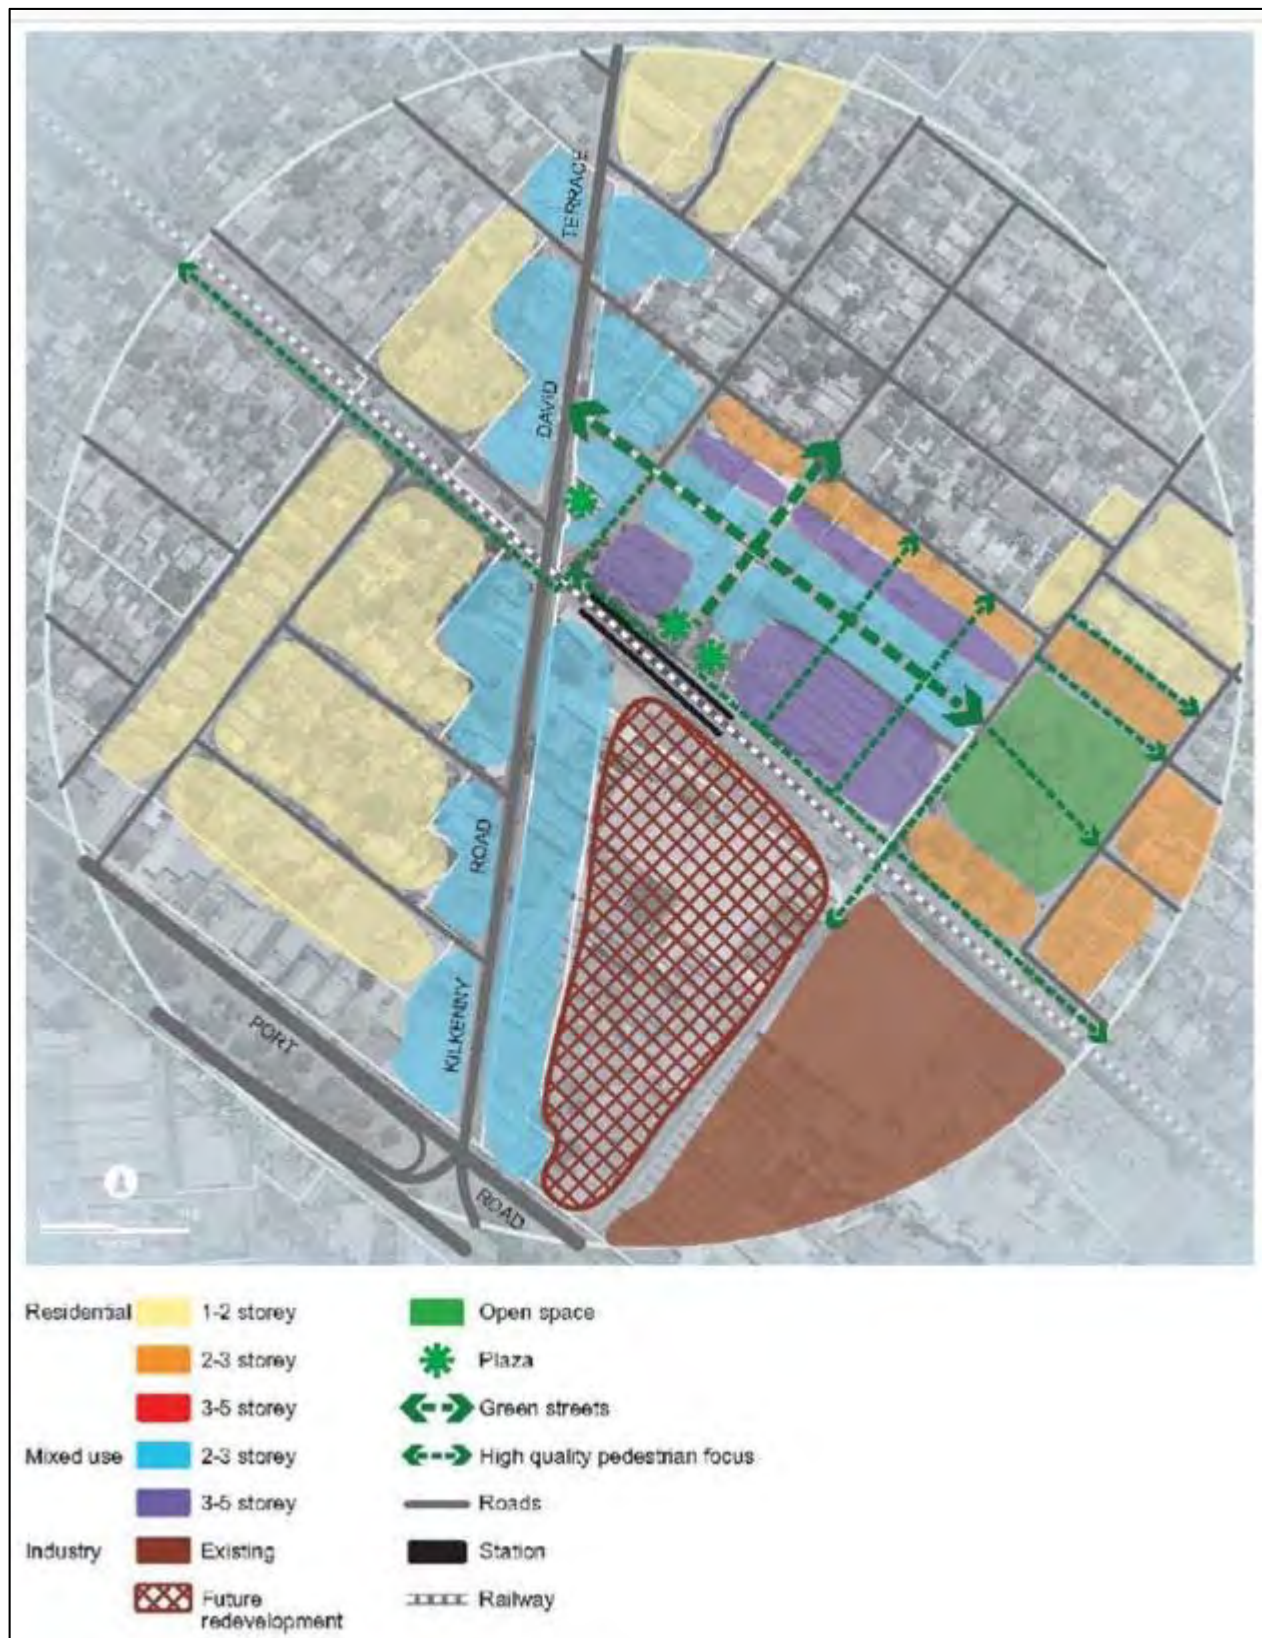 TERRACE
DAVID
ROAD
KILKENNY
PORT
ROAD
Residential 1-2 storey
2-3 storey
3-5 storey
Mixed use 2-3 storey
3-5 storey
Industry Existing
Future
redevelopment
Open space
Plaza
Green streets
High quality pedestrian focus
Roads
Station
Railway